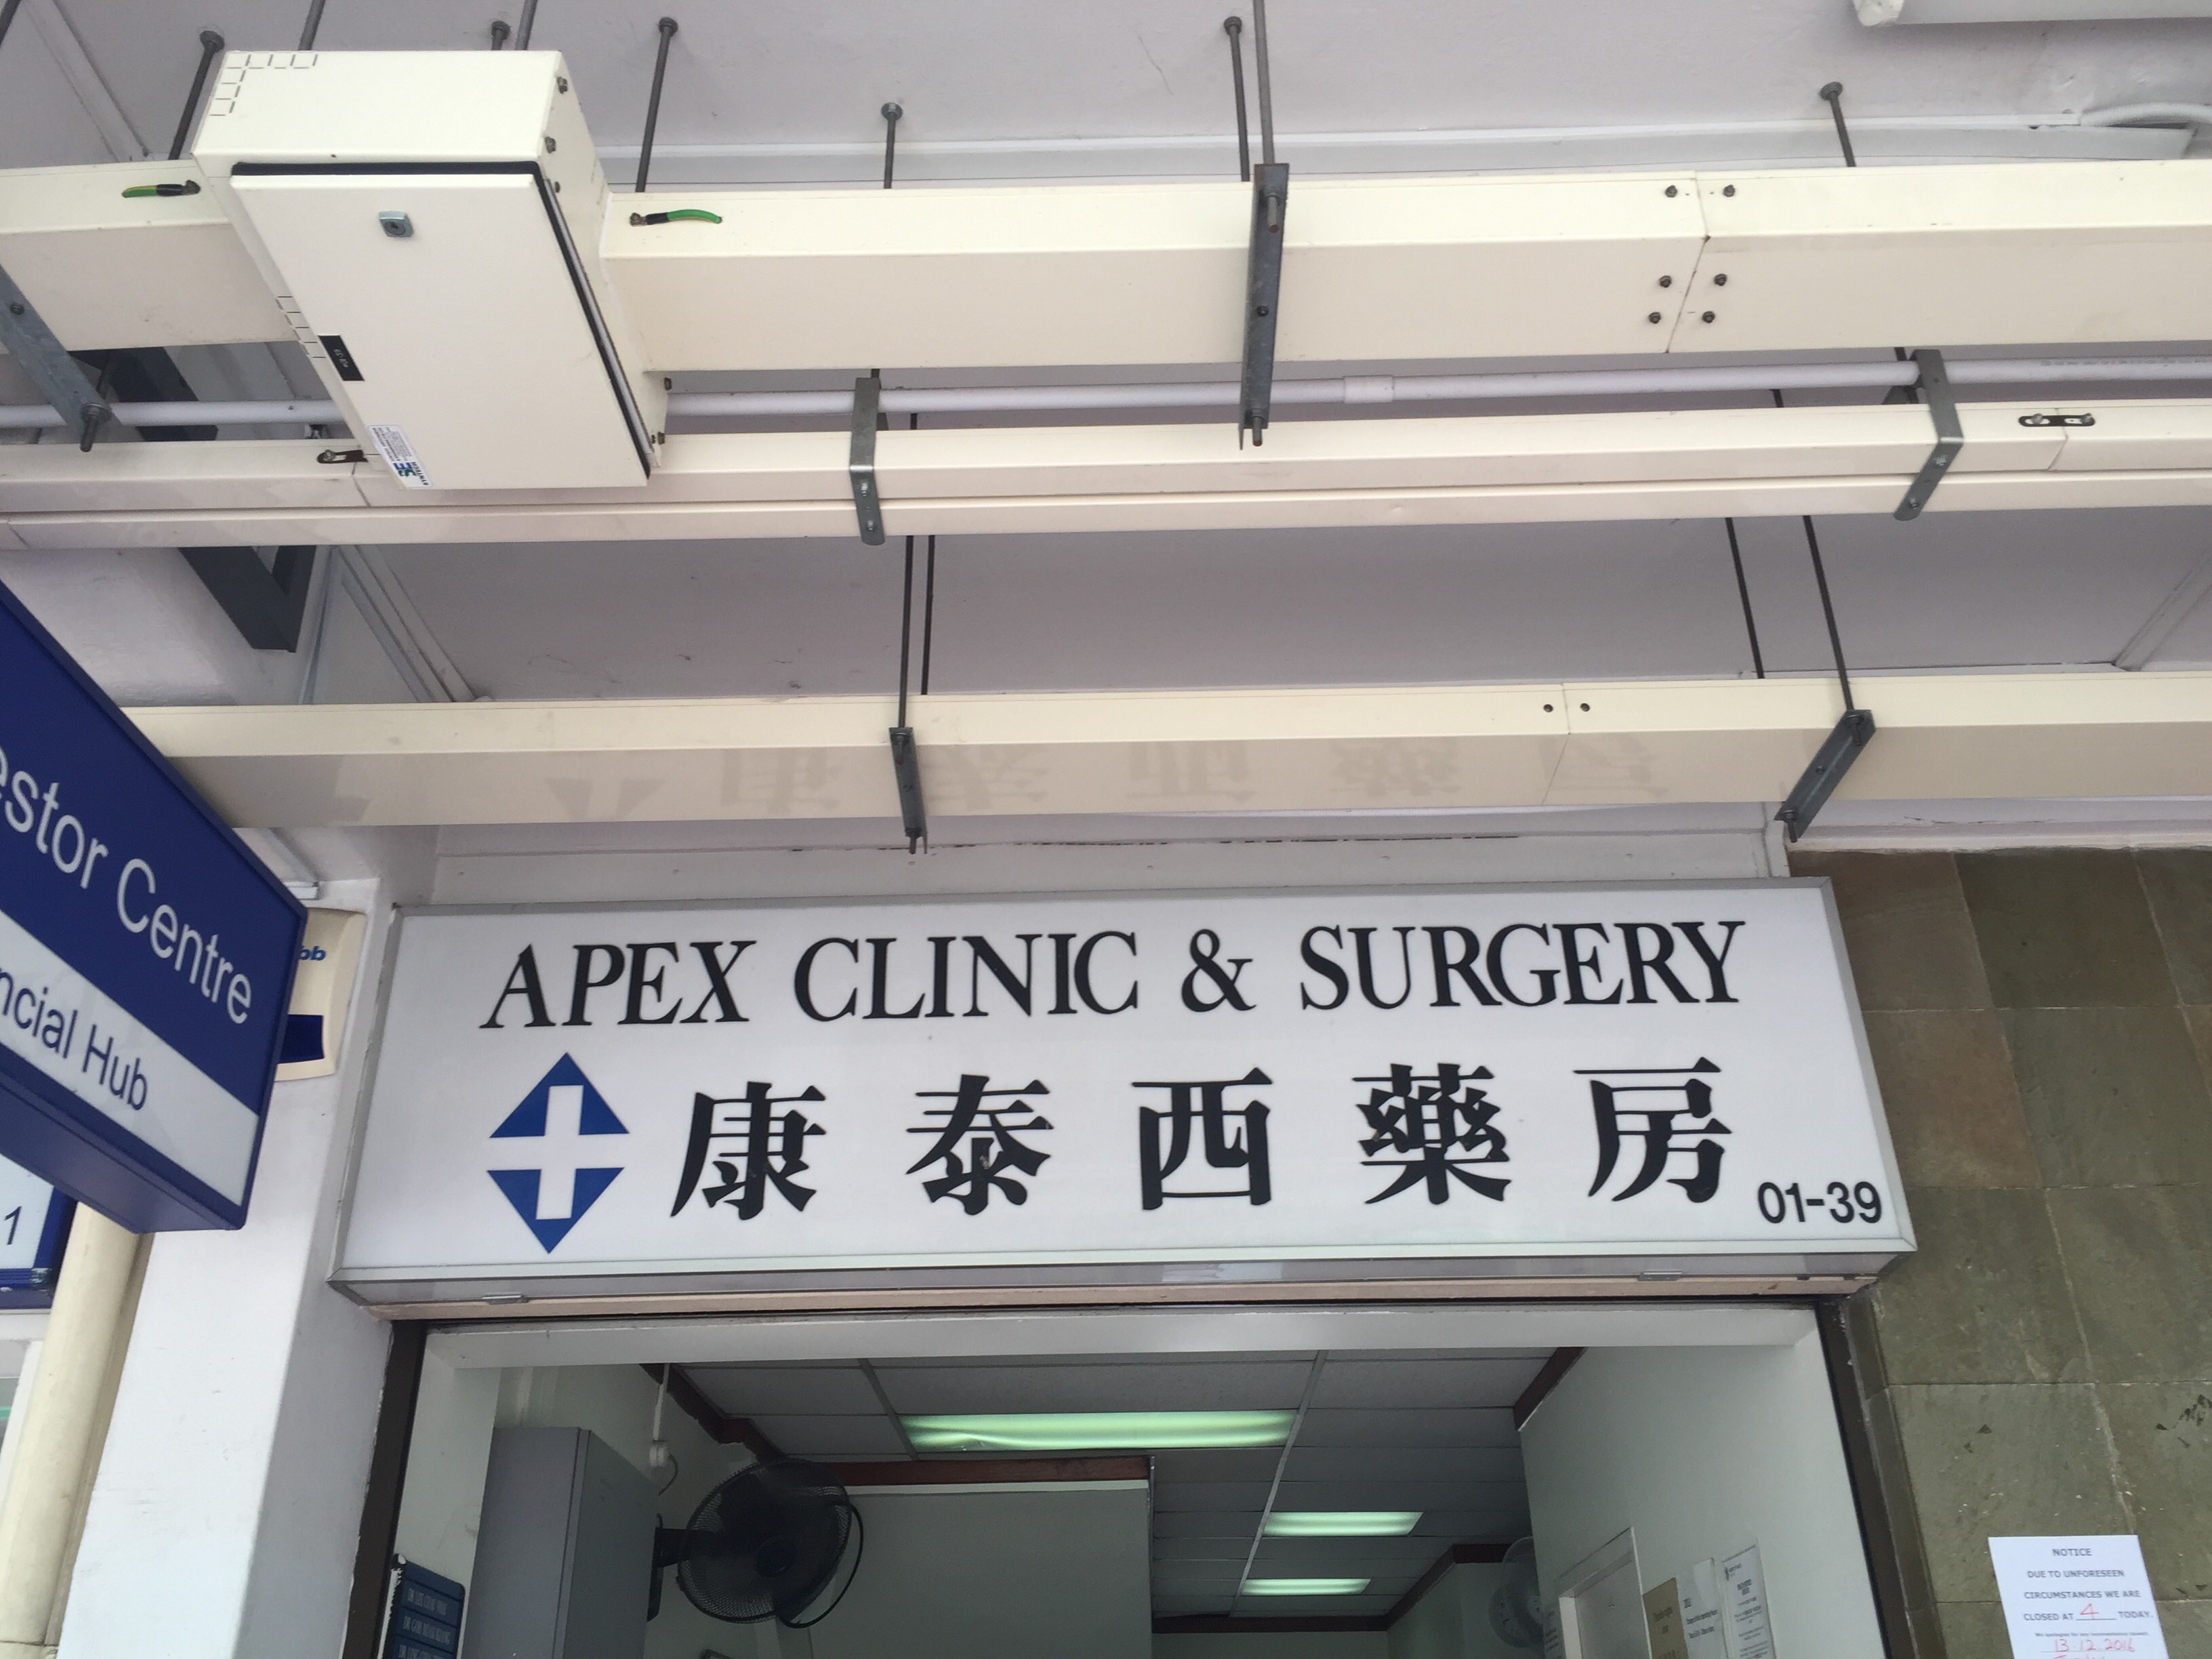 estor Centre
ncial Hub
1
APEX CLINIC & SURGERY
康泰西藥房
01-39
NOTICE
DUE TO UNFORESEEN
CIRCUMSTANCES WE ARE
CLOSED AT 4 TODAY.
13.12.2016